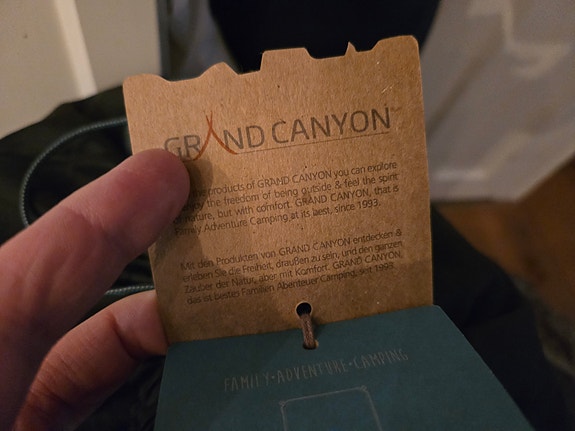 GRAND CANYON
the products of GRAND CANYON you can explore
the freedom of being outside & feel the spirit
nature, but with comfort. GRAND CANYON, that is
Family Adventure Camping at its best, since 1993.
Mit den Produkten von GRAND CANYON entdecken &
erleben Sie die Freiheit, draußen zu sein, und den ganzen
Zauber der Natur, aber mit Komfort. GRAND CANYON,
das ist bestes Familien Abenteuer Camping, seit 1993.
FAMILY•ADVENTURE•CAMPING